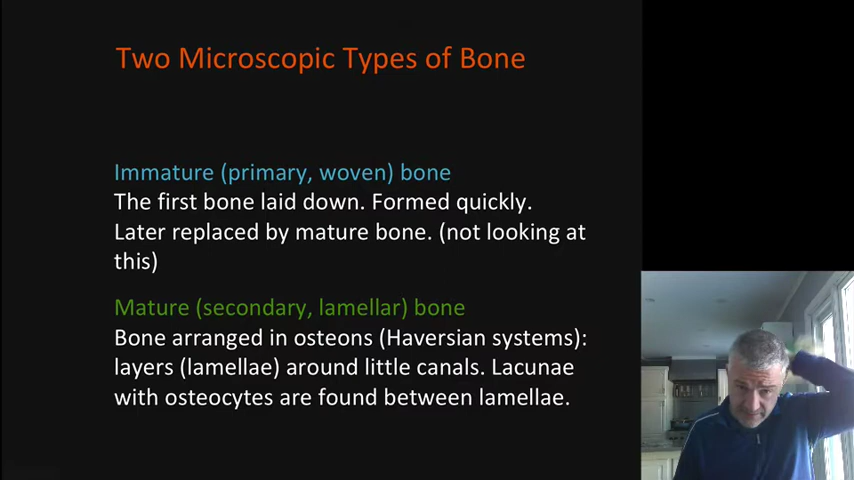 Two Microscopic Types of Bone
Immature (primary, woven) bone
The first bone laid down. Formed quickly.
Later replaced by mature bone. (not looking at
this)
Mature (secondary, lamellar) bone
Bone arranged in osteons (Haversian systems):
layers (lamellae) around little canals. Lacunae
with osteocytes are found between lamellae.